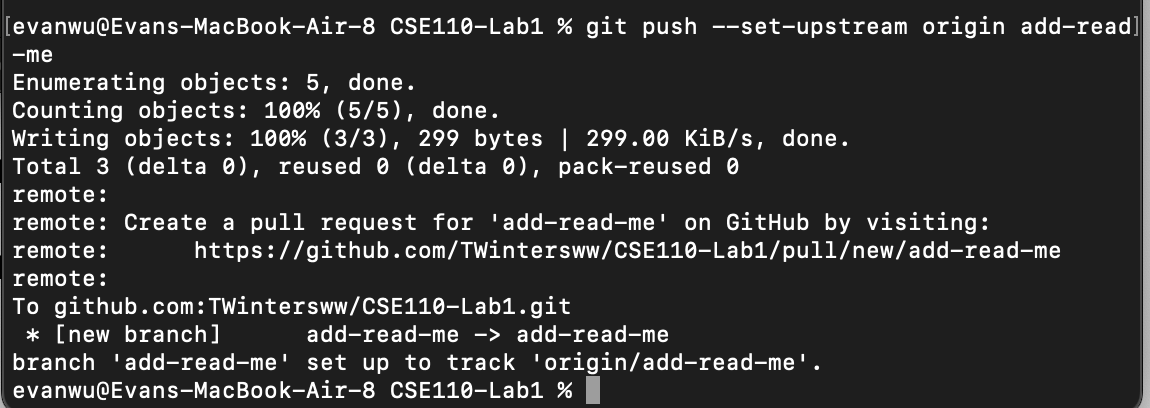 [evanwu@Evans-MacBook-Air-8 CSE110-Lab1 % git push --set-upstream origin add-read]
-me
Enumerating objects: 5, done.
Counting objects: 100% (5/5), done.
Writing objects: 100% (3/3), 299 bytes | 299.00 KiB/s, done.
Total 3 (delta 0), reused 0 (delta 0), pack-reused 0
remote:
remote: Create a pull request for 'add-read-me' on GitHub by visiting:
remote:      https://github.com/TWintersww/CSE110-Lab1/pull/new/add-read-me
remote:
To github.com:TWintersww/CSE110-Lab1.git
 * [new branch]      add-read-me -> add-read-me
branch 'add-read-me' set up to track 'origin/add-read-me'.
evanwu@Evans-MacBook-Air-8 CSE110-Lab1 %